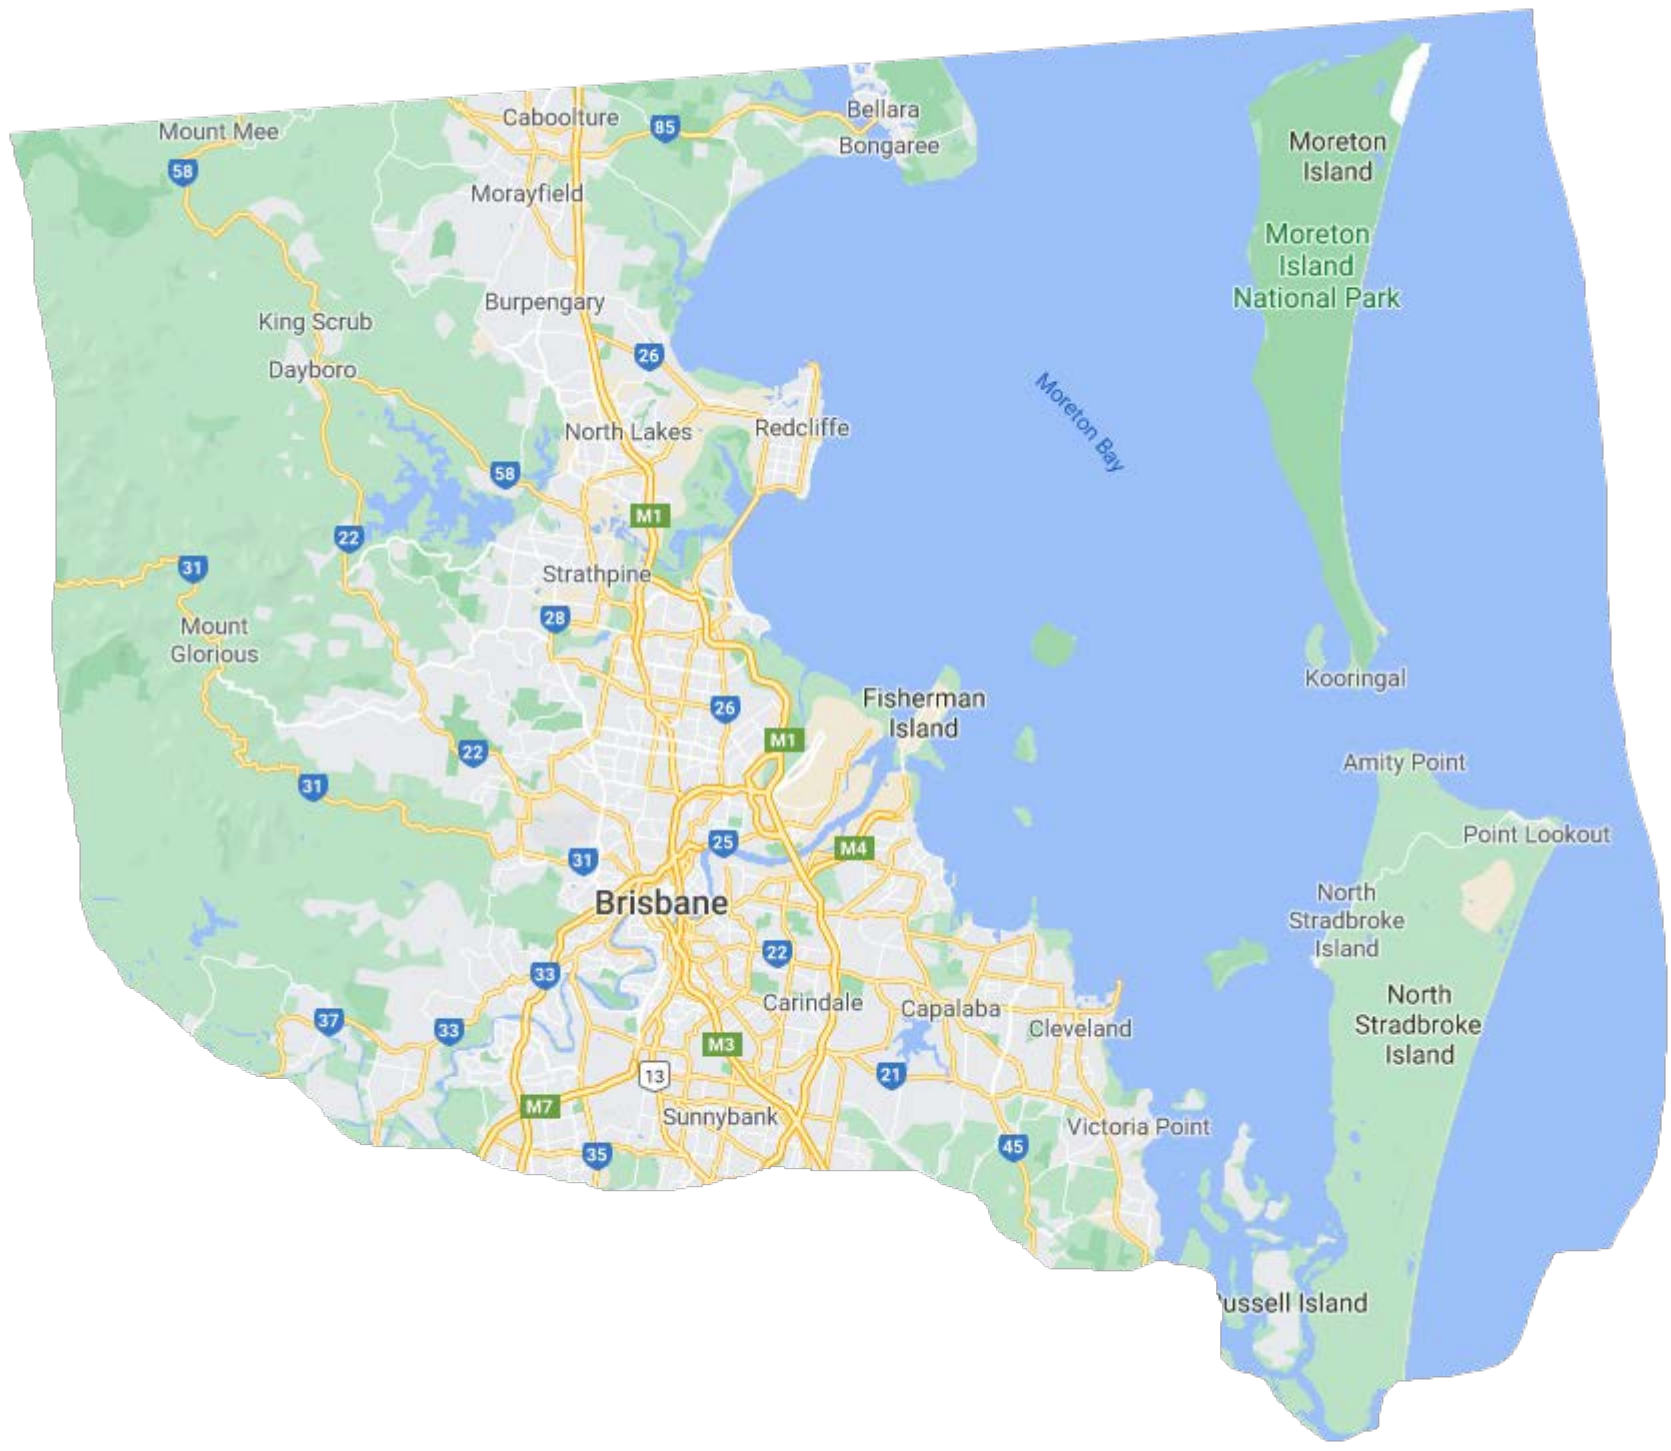 Caboolture
Bellara
85
Mount Mee
Bongaree
Moreton
Island
58
Morayfield
Moreton
Island
National Park
Burpengary
King Scrub
26
Dayboro
Moreton Bay
North Lakes
Redcliffe
58
M1
22
31
Strathpine
28
Mount
Glorious
Kooringal
Fisherman
Island
26
M1
22
Amity Point
31
Point Lookout
25
M4
31
Brisbane
North
Stradbroke
Island
22
33
Carindale
Capalaba
North
Stradbroke
Island
37
33
Cleveland
M3
13
21
M7
Sunnybank
Victoria Point
45
35
ussell Island